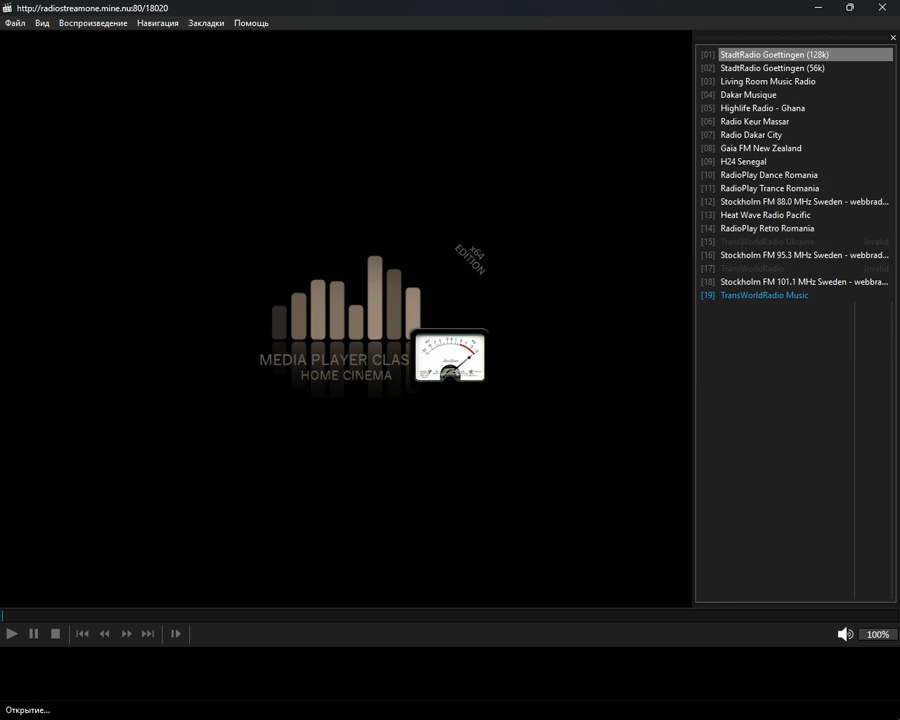 http://radiostreamone.mine.nu:80/18020
Файл Вид Воспроизведение Навигация Закладки Помощь
[01] StadtRadio Goettingen (128k)
[02] StadtRadio Goettingen (56k)
[03] Living Room Music Radio
[04] Dakar Musique
[05] Highlife Radio - Ghana
[06] Radio Keur Massar
[07] Radio Dakar City
[08] Gaia FM New Zealand
[09] H24 Senegal
[10] RadioPlay Dance Romania
[11] RadioPlay Trance Romania
[12] Stockholm FM 88.0 MHz Sweden - webbrad...
[13] Heat Wave Radio Pacific
[14] RadioPlay Retro Romania
[15] TransWorldRadio Ukraine Invalid
[16] Stockholm FM 95.3 MHz Sweden - webbrad...
[17] TransWorldRadio Invalid
[18] Stockholm FM 101.1 MHz Sweden - webbra...
[19] TransWorldRadio Music
x64
EDITION
MEDIA PLAYER CLAS
HOME CINEMA
100%
Открытие...